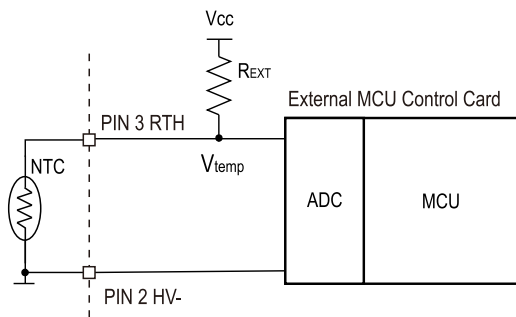 Vcc
REXT
External MCU Control Card
PIN 3 RTH
NTC
Vtemp
ADC
MCU
PIN 2 HV-